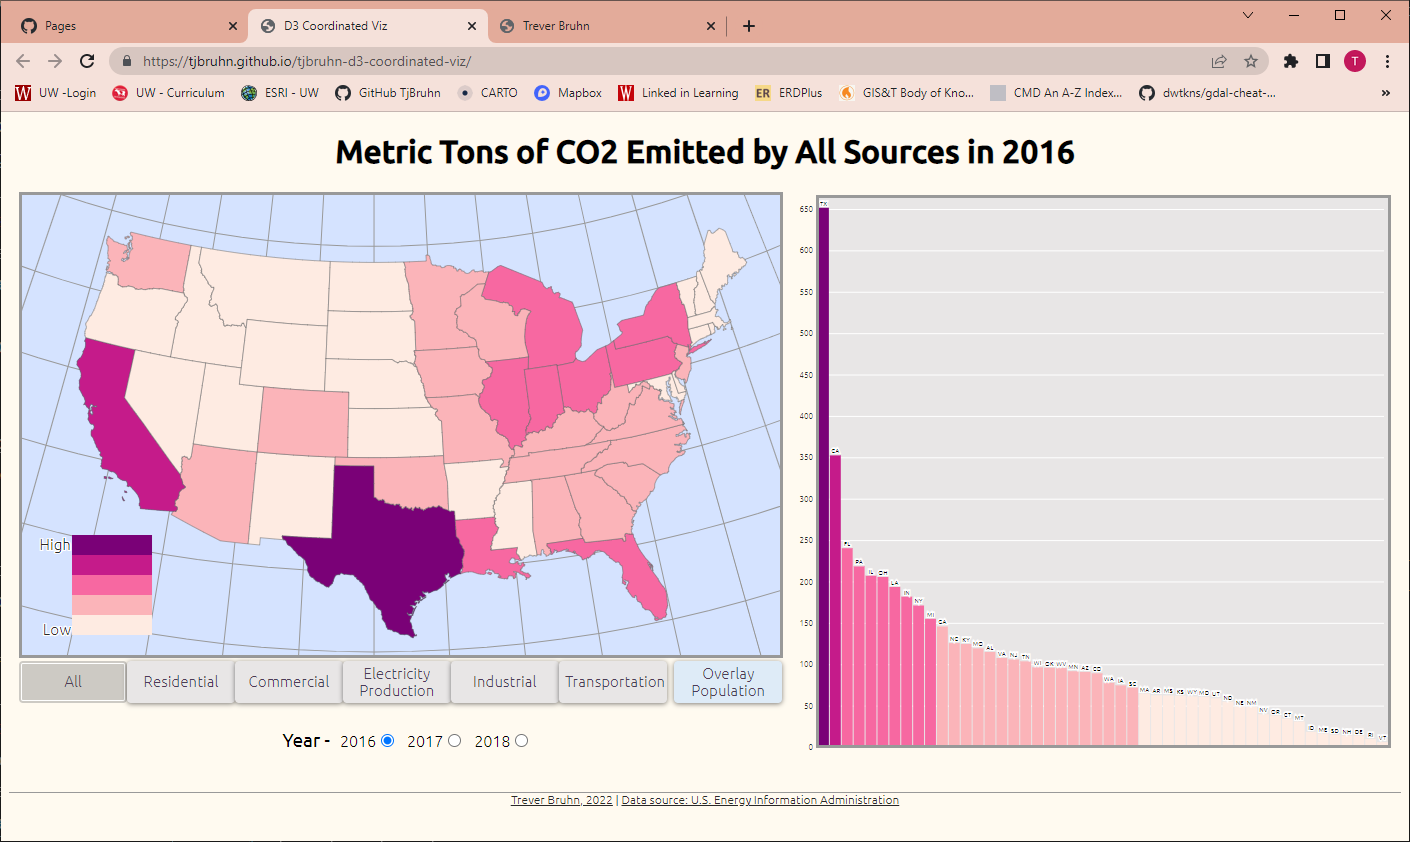 Pages
D3 Coordinated Viz
Trever Bruhn
https://tjbruhn.github.io/tjbruhn-d3-coordinated-viz/
T
UW -Login
UW - Curriculum
ESRI - UW
GitHub TjBruhn
CARTO
Mapbox
Linked in Learning
ER ERDPlus
GIS&T Body of Kno...
CMD An A-Z Index...
dwtkns/gdal-cheat-...
»
Metric Tons of CO2 Emitted by All Sources in 2016
High
Low
All
Residential
Commercial
Electricity
Production
Industrial
Transportation
Overlay
Population
Year - 2016 2017 2018
650
600
550
500
450
400
350
300
250
200
150
100
50
0
TX
CA
FL
PA
IL
OH
LA
IN
NY
MI
GA
NC
KY
MO
AL
VA
NJ
TN
WI
OK
WV
MN
AZ
CO
WA
IA
SC
MA
AR
MS
KS
WY
MD
UT
ND
NE
NM
NV
OR
CT
MT
ID
ME
SD
NH
DE
RI
VT
Trever Bruhn, 2022 | Data source: U.S. Energy Information Administration